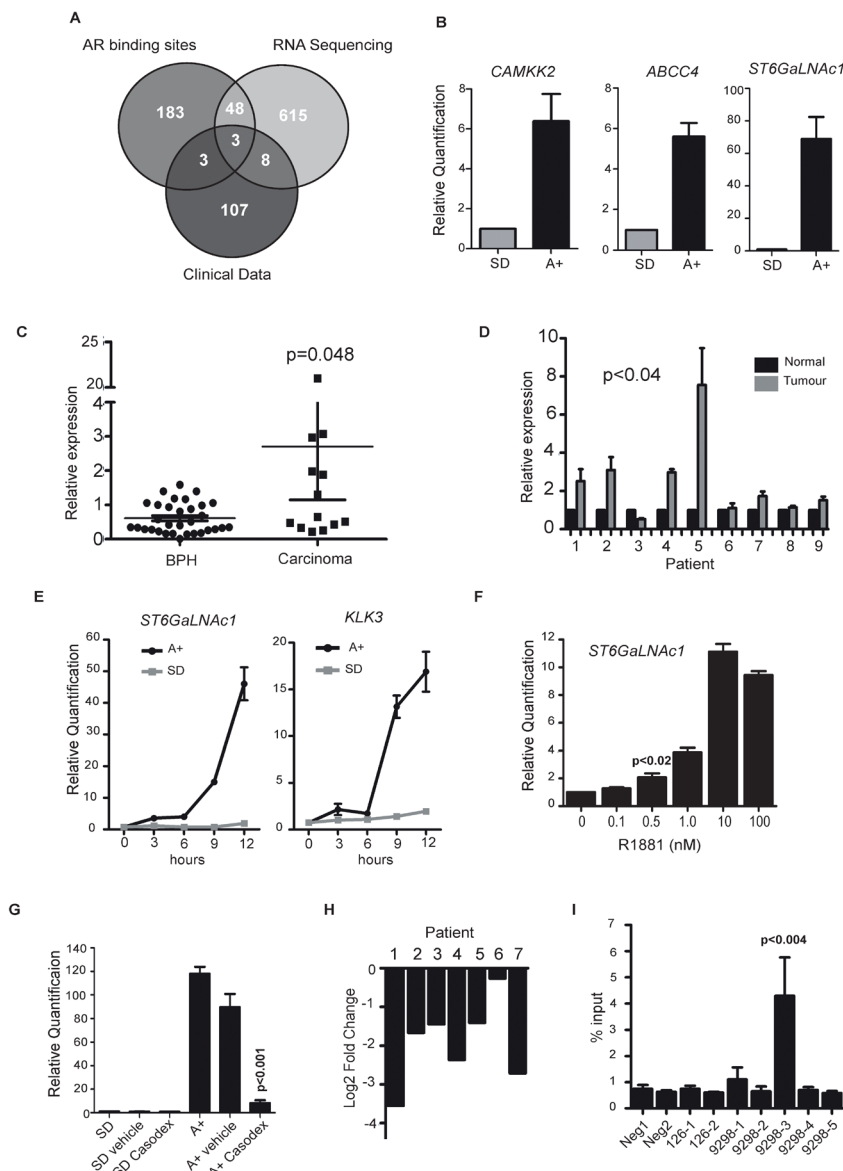 A
AR binding sites
RNA Sequencing
183
48
615
3
3
8
107
Clinical Data
B
CAMKK2
ABCC4
ST6GaLNAc1
Relative Quantification
8
6
4
2
0
SD
A+
8
6
4
2
0
SD
A+
100
80
60
40
20
0
SD
A+
C
p=0.048
Relative expression
25
20
4
3
2
1
0
BPH
Carcinoma
D
p<0.04
Normal
Tumour
Relative expression
10
8
6
4
2
0
1 2 3 4 5 6 7 8 9
Patient
E
ST6GaLNAc1
A+
SD
Relative Quantification
60
50
40
30
20
10
0
0 3 6 9 12
hours
KLK3
A+
SD
20
15
10
5
0
0 3 6 9 12
hours
F
ST6GaLNAc1
Relative Quantification
12
10
8
6
4
2
0
p<0.02
0 0.1 0.5 1.0 10 100
R1881 (nM)
G
Relative Quantificaion
140
120
100
80
60
40
20
0
p<0.001
SD
SD vehicle
SD Casodex
A+
A+ vehicle
A+ Casodex
H
Patient
1 2 3 4 5 6 7
Log2 Fold Change
0
-1
-2
-3
-4
I
p<0.004
% input
7
6
5
4
3
2
1
0
Neg1
Neg2
126-1
126-2
9298-1
9298-2
9298-3
9298-4
9298-5